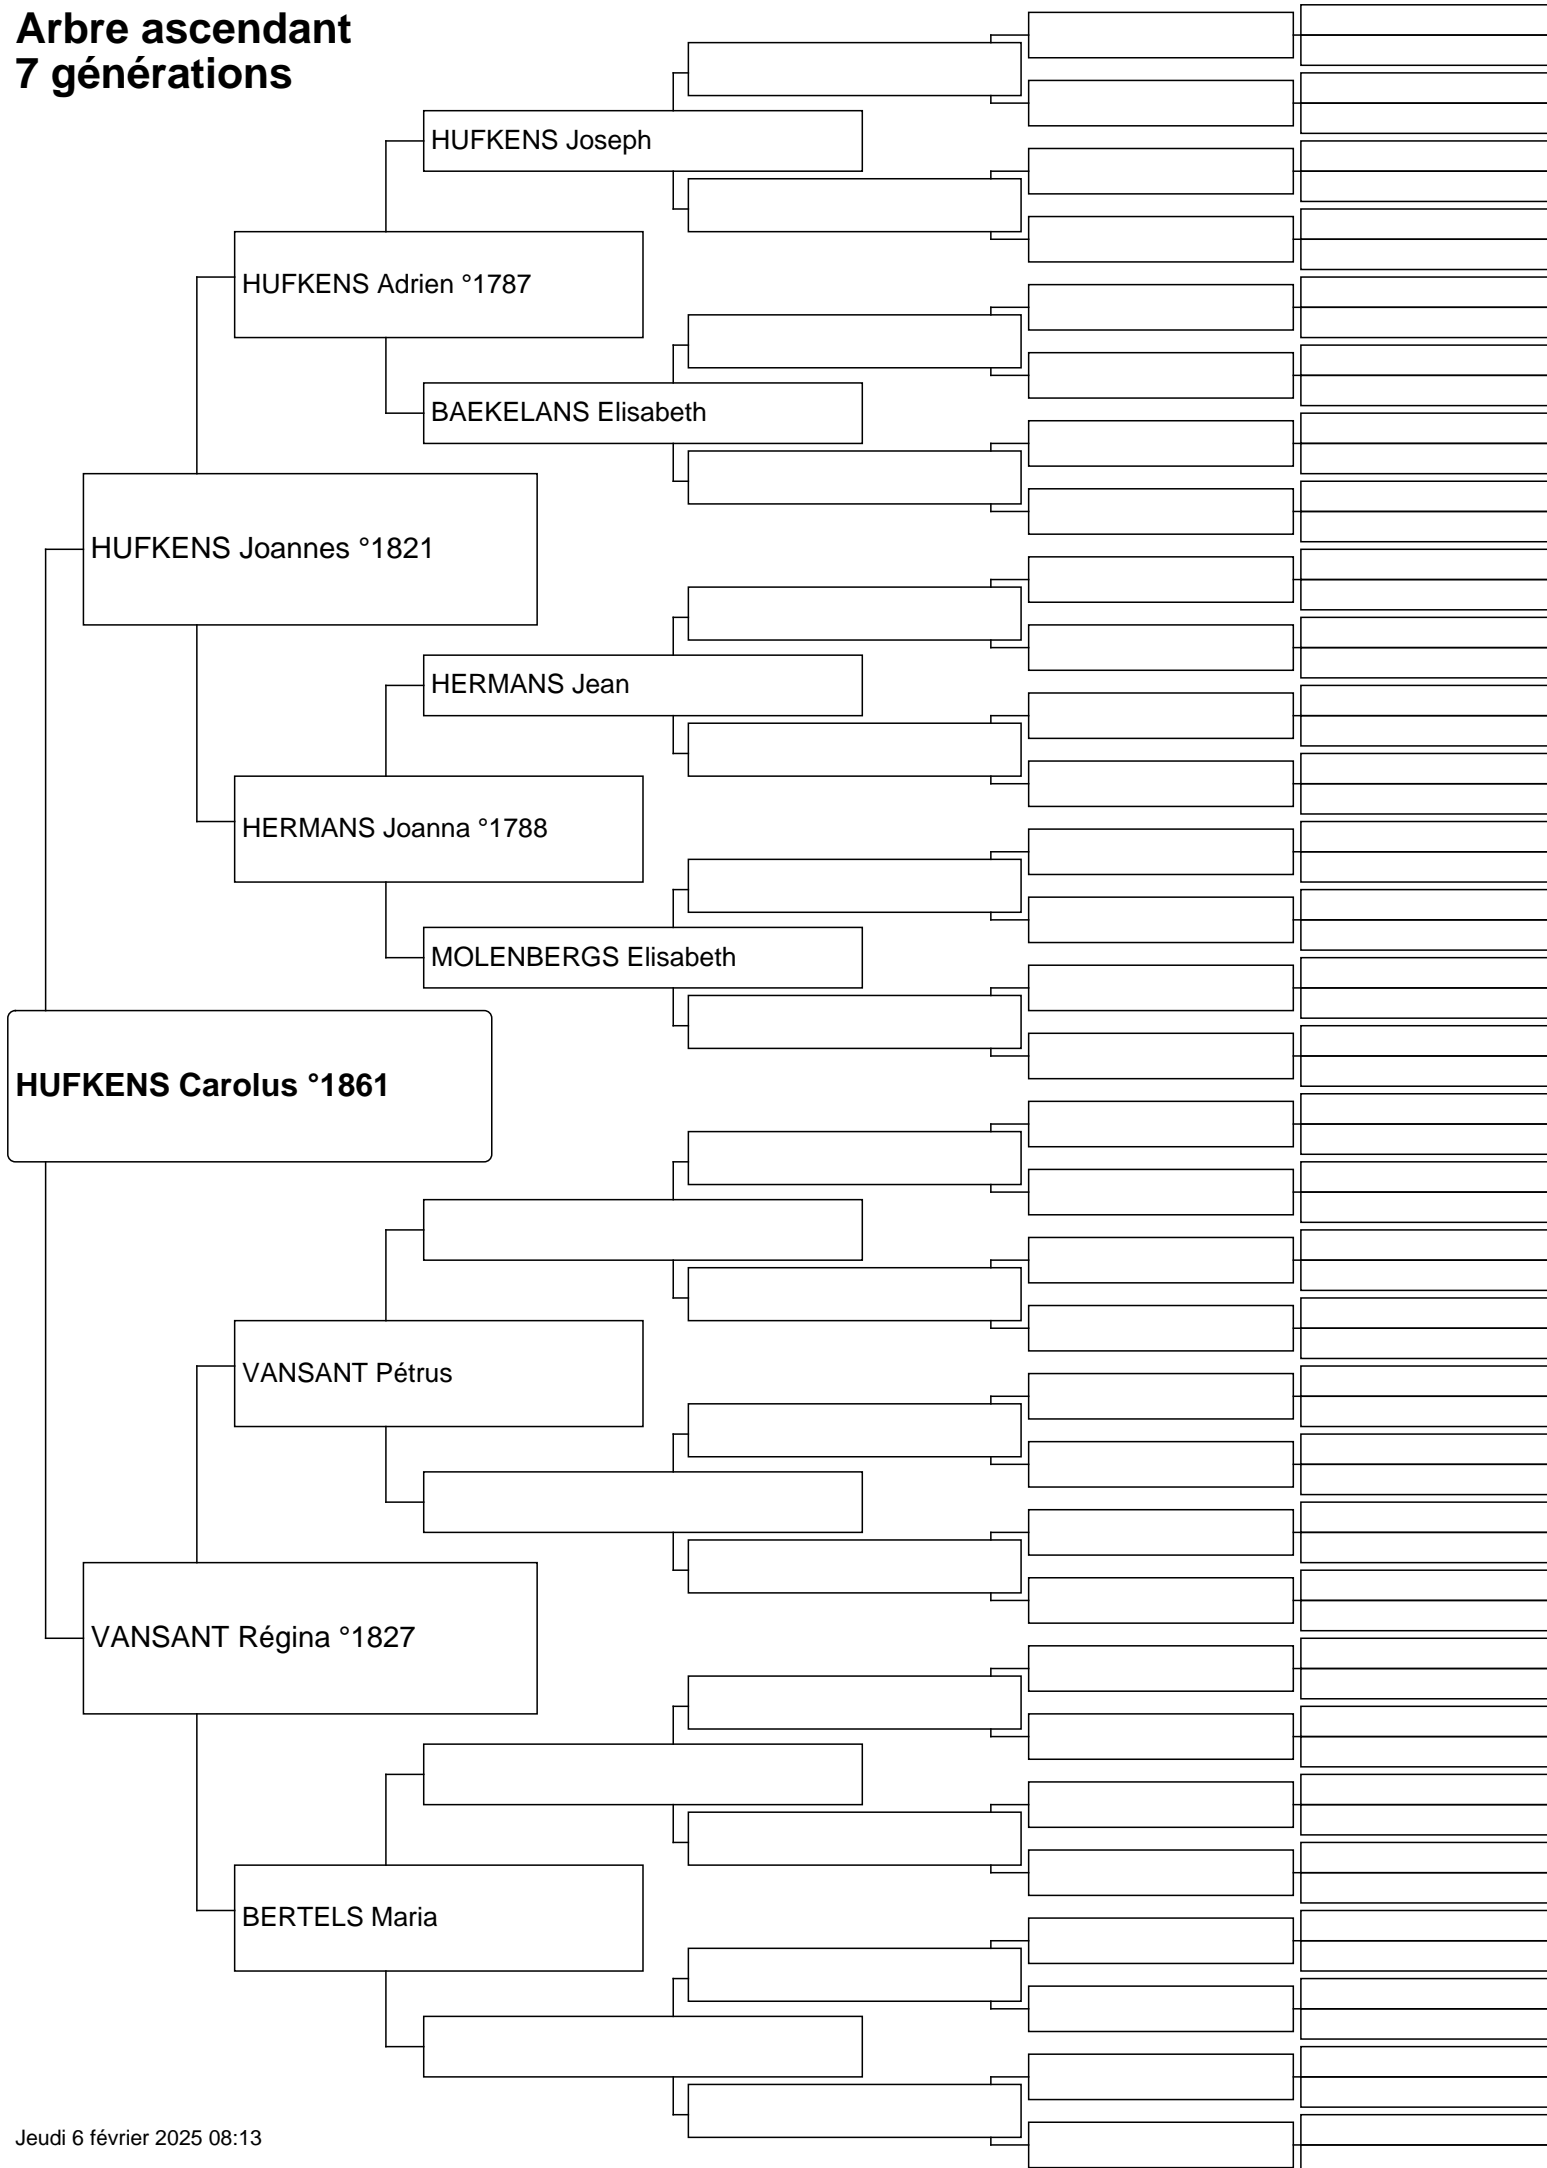 Arbre ascendant
7 générations
HUFKENS Joseph
HUFKENS Adrien °1787
BAEKELANS Elisabeth
HUFKENS Joannes °1821
HERMANS Jean
HERMANS Joanna °1788
MOLENBERGS Elisabeth
HUFKENS Carolus °1861
VANSANT Pétrus
VANSANT Régina °1827
BERTELS Maria
Jeudi 6 février 2025 08:13